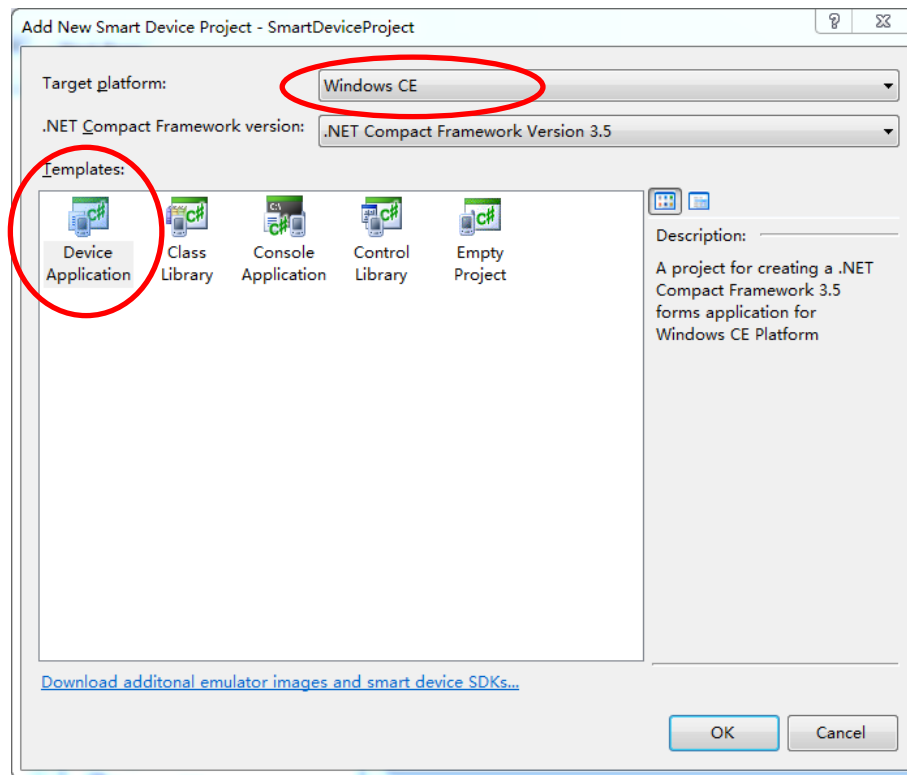 Add New Smart Device Project - SmartDeviceProject
Target platform:
Windows CE
.NET Compact Framework version:
.NET Compact Framework Version 3.5
Templates:
Device
Application
Class
Library
Console
Application
Control
Library
Empty
Project
Description:
A project for creating a .NET
Compact Framework 3.5
forms application for
Windows CE Platform
Download additonal emulator images and smart device SDKs...
OK
Cancel